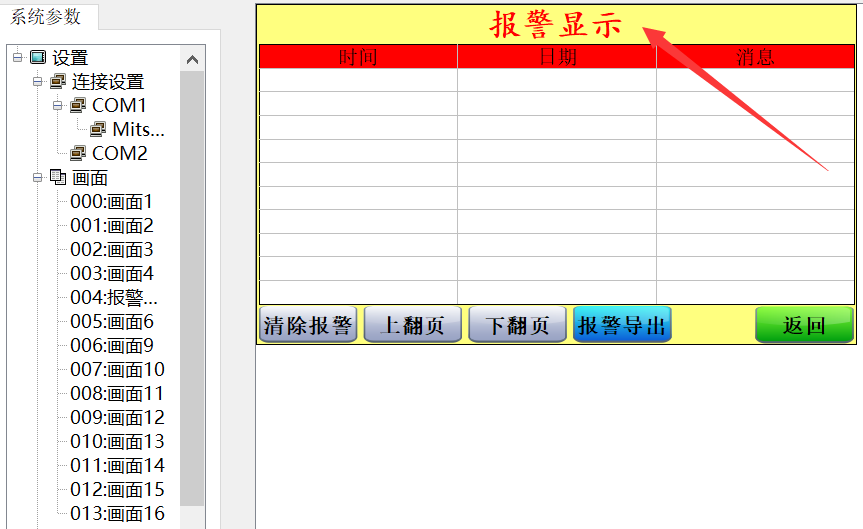 系统参数
设置
连接设置
COM1
Mits...
COM2
画面
000:画面1
001:画面2
002:画面3
003:画面4
004:报警...
005:画面6
006:画面9
007:画面10
008:画面11
009:画面12
010:画面13
011:画面14
012:画面15
013:画面16
报警显示
时间 日期 消息
清除报警 上翻页 下翻页 报警导出 返回